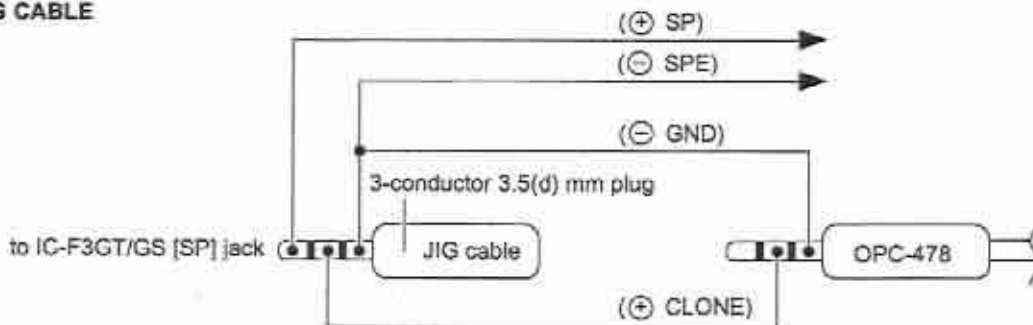 G CABLE
(⊕ SP)
(⊖ SPE)
(⊖ GND)
3-conductor 3.5(d) mm plug
to IC-F3GT/GS [SP] jack
JIG cable
OPC-478
(⊕ CLONE)